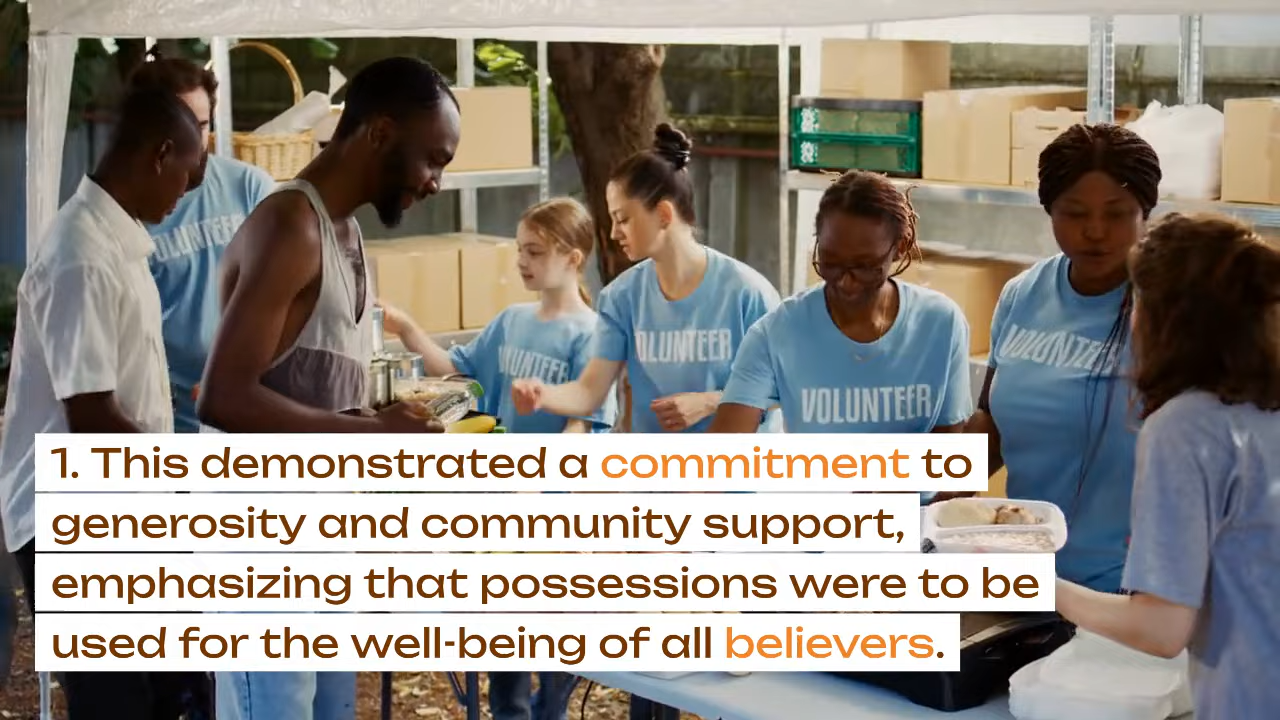 VOLUNTEER
VOLUNTEER
VOLUNTEER
VOLUNTEER
VOLUNTEER
1. This demonstrated a commitment to
generosity and community support,
emphasizing that possessions were to be
used for the well-being of all believers.